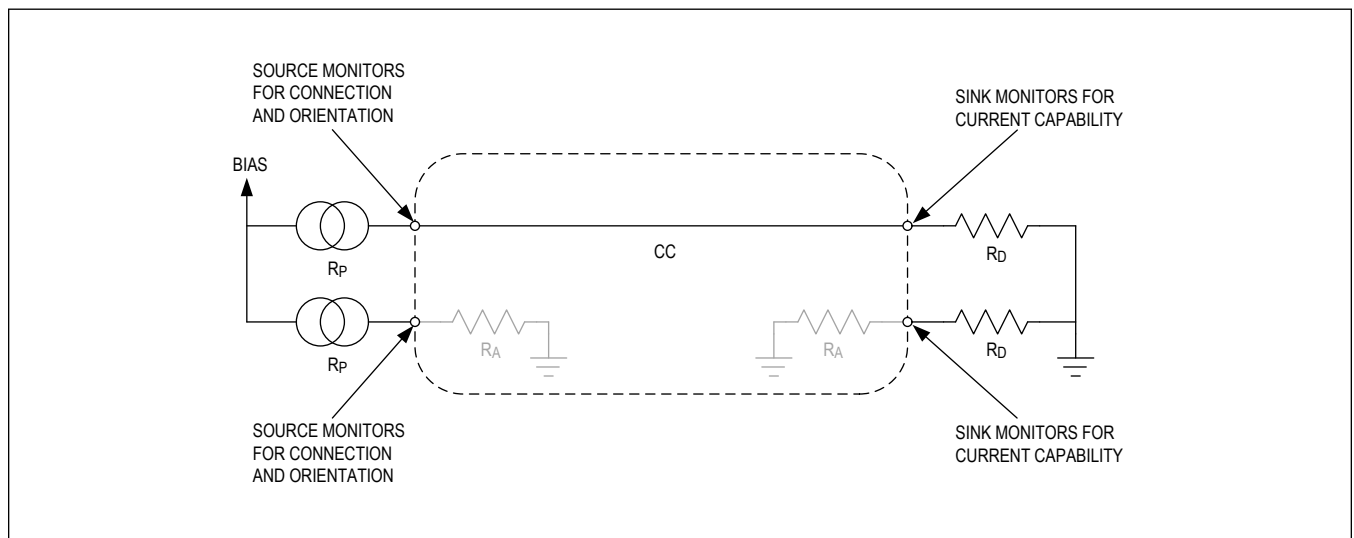 SOURCE MONITORS
FOR CONNECTION
AND ORIENTATION
SINK MONITORS FOR
CURRENT CAPABILITY
BIAS
RP
CC
RD
RP
RA
RA
RD
SOURCE MONITORS
FOR CONNECTION
AND ORIENTATION
SINK MONITORS FOR
CURRENT CAPABILITY